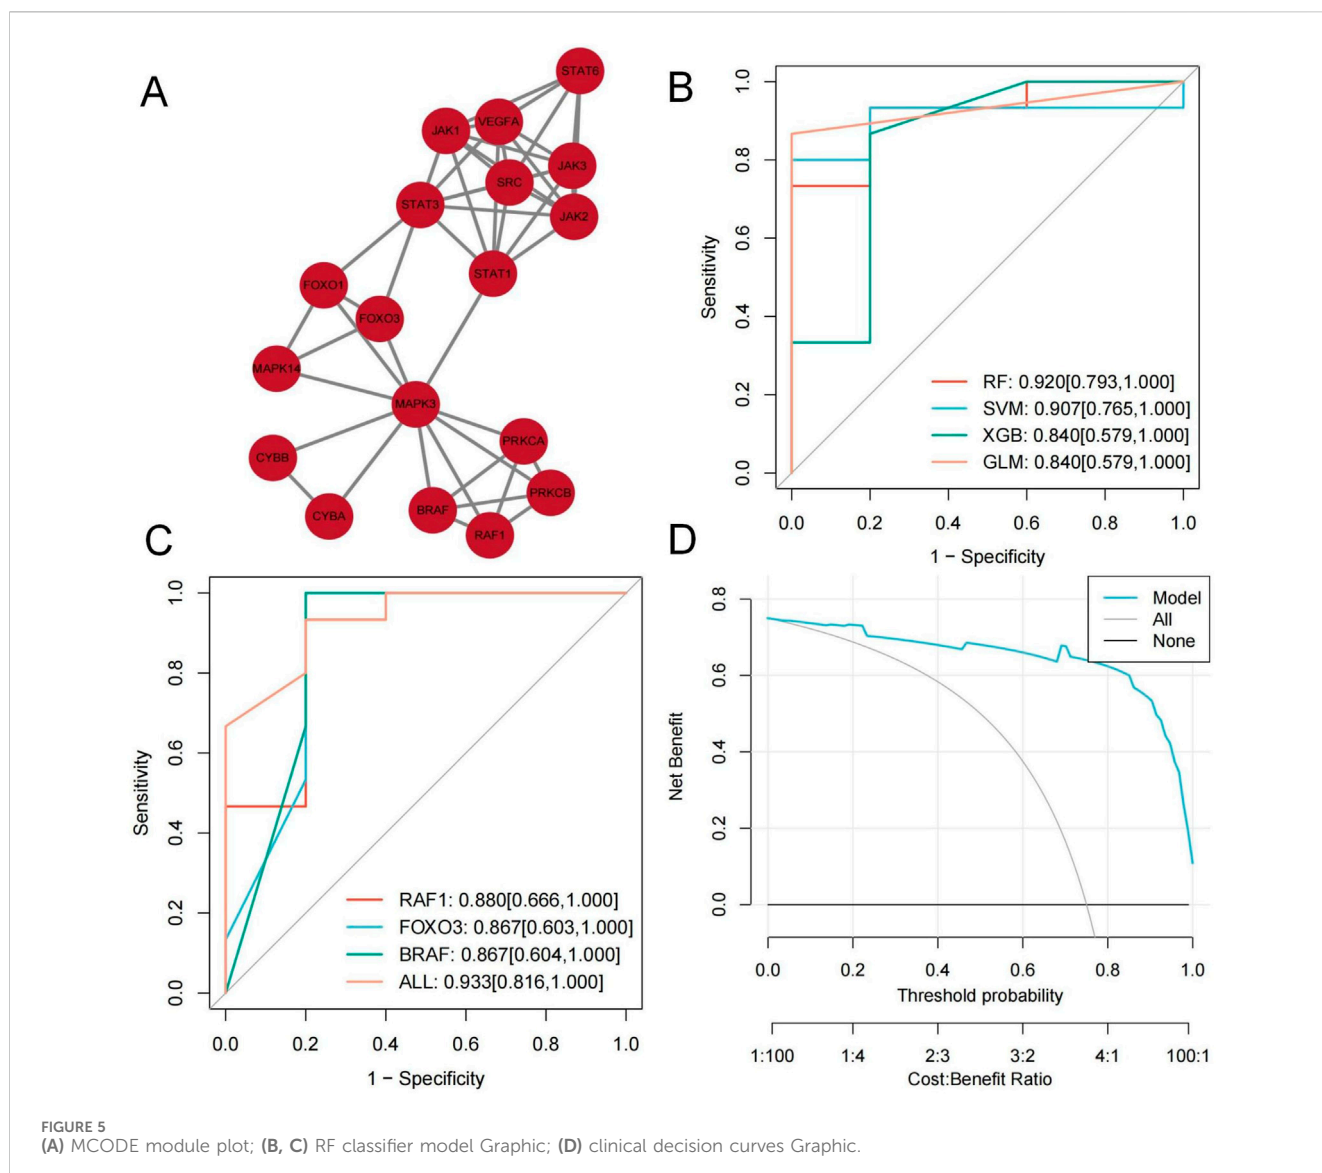 A
STAT6
VEGFA
JAK1
JAK3
SRC
STAT3
JAK2
STAT1
FOXO1
FOXO3
MAPK14
MAPK3
PRKCA
CYBB
PRKCB
BRAF
CYBA
RAF1
B
Sensitivity
1.0
0.8
0.6
0.4
0.2
0.0
RF: 0.920[0.793,1.000]
SVM: 0.907[0.765,1.000]
XGB: 0.840[0.579,1.000]
GLM: 0.840[0.579,1.000]
0.0 0.2 0.4 0.6 0.8 1.0
1 − Specificity
C
Sensitivity
1.0
0.8
0.6
0.4
0.2
0.0
RAF1: 0.880[0.666,1.000]
FOXO3: 0.867[0.603,1.000]
BRAF: 0.867[0.604,1.000]
ALL: 0.933[0.816,1.000]
0.0 0.2 0.4 0.6 0.8 1.0
1 − Specificity
D
Net Benefit
0.8
0.6
0.4
0.2
0.0
Model
All
None
0.0 0.2 0.4 0.6 0.8 1.0
Threshold probability
1:100 1:4 2:3 3:2 4:1 100:1
Cost:Benefit Ratio
FIGURE 5
(A) MCODE module plot; (B, C) RF classifier model Graphic; (D) clinical decision curves Graphic.